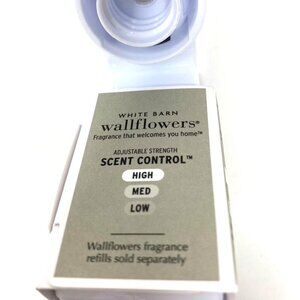 WHITE BARN
wallflowers®
Fragrance that welcomes you home™
ADJUSTABLE STRENGTH
SCENT CONTROL™
HIGH
MED
LOW
Wallflowers fragrance
refills sold separately